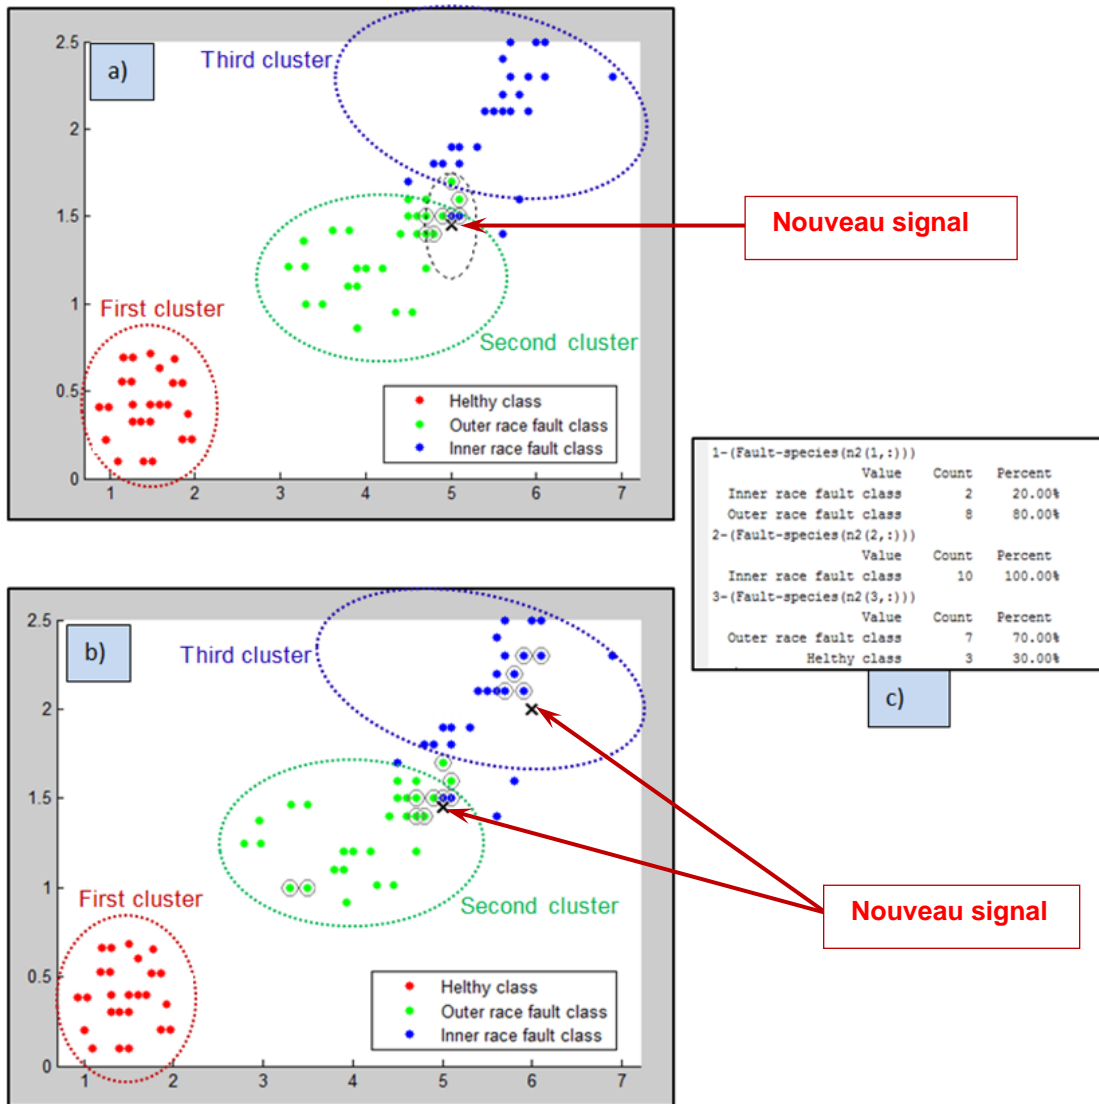 a)
Third cluster
First cluster
Second cluster
2.5
2
1.5
1
0.5
0
1 2 3 4 5 6 7
Helthy class
Outer race fault class
Inner race fault class
Nouveau signal
1-(Fault-species(n2(1,:)))
Value Count Percent
Inner race fault class 2 20.00%
Outer race fault class 8 80.00%
2-(Fault-species(n2(2,:)))
Value Count Percent
Inner race fault class 10 100.00%
3-(Fault-species(n2(3,:)))
Value Count Percent
Outer race fault class 7 70.00%
Helthy class 3 30.00%
c)
b)
Third cluster
First cluster
Second cluster
2.5
2
1.5
1
0.5
0
1 2 3 4 5 6 7
Helthy class
Outer race fault class
Inner race fault class
Nouveau signal